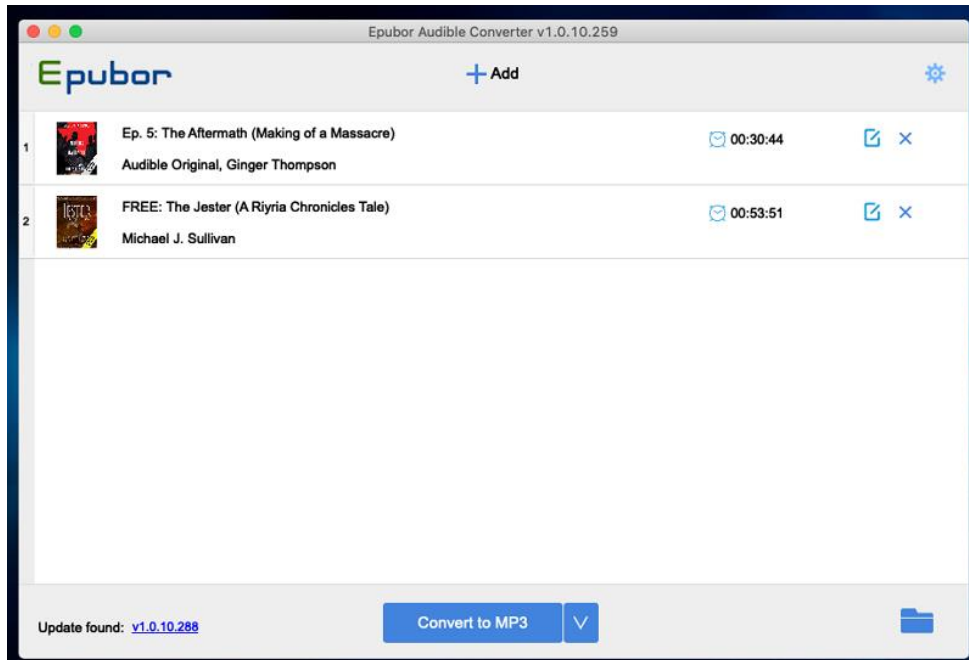 Epubor Audible Converter v1.0.10.259
Epubor
Add
1
Ep. 5: The Aftermath (Making of a Massacre)
00:30:44
Audible Original, Ginger Thompson
2
FREE: The Jester (A Riyria Chronicles Tale)
00:53:51
Michael J. Sullivan
Update found: v1.0.10.288
Convert to MP3